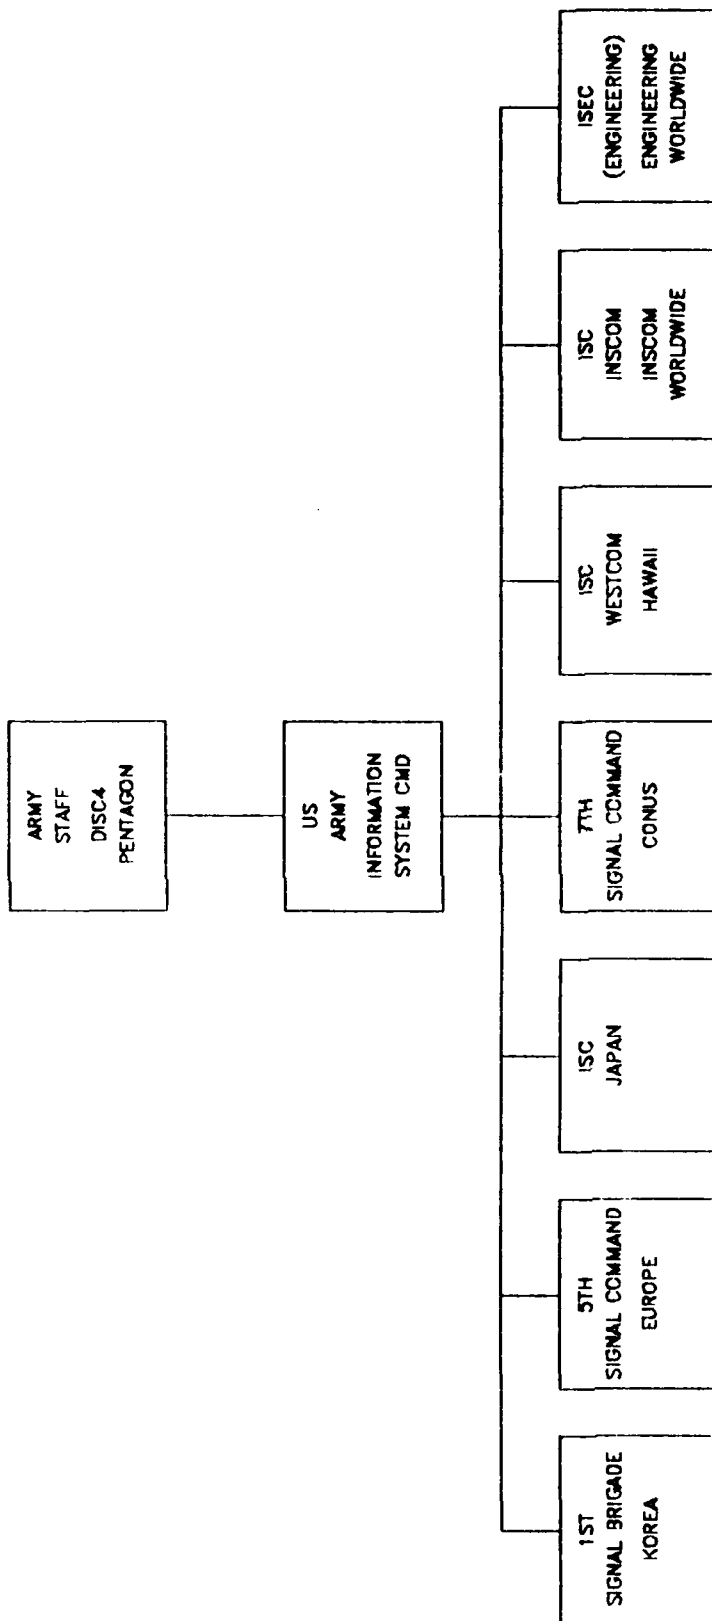 ARMY
STAFF
DISC4
PENTAGON
US
ARMY
INFORMATION
SYSTEM CMD
1ST
SIGNAL BRIGADE
KOREA
5TH
SIGNAL COMMAND
EUROPE
ISC
JAPAN
7TH
SIGNAL COMMAND
CONUS
ISC
WESTCOM
HAWAII
ISC
INSCOM
INSCOM
WORLDWIDE
ISEC
(ENGINEERING)
ENGINEERING
WORLDWIDE